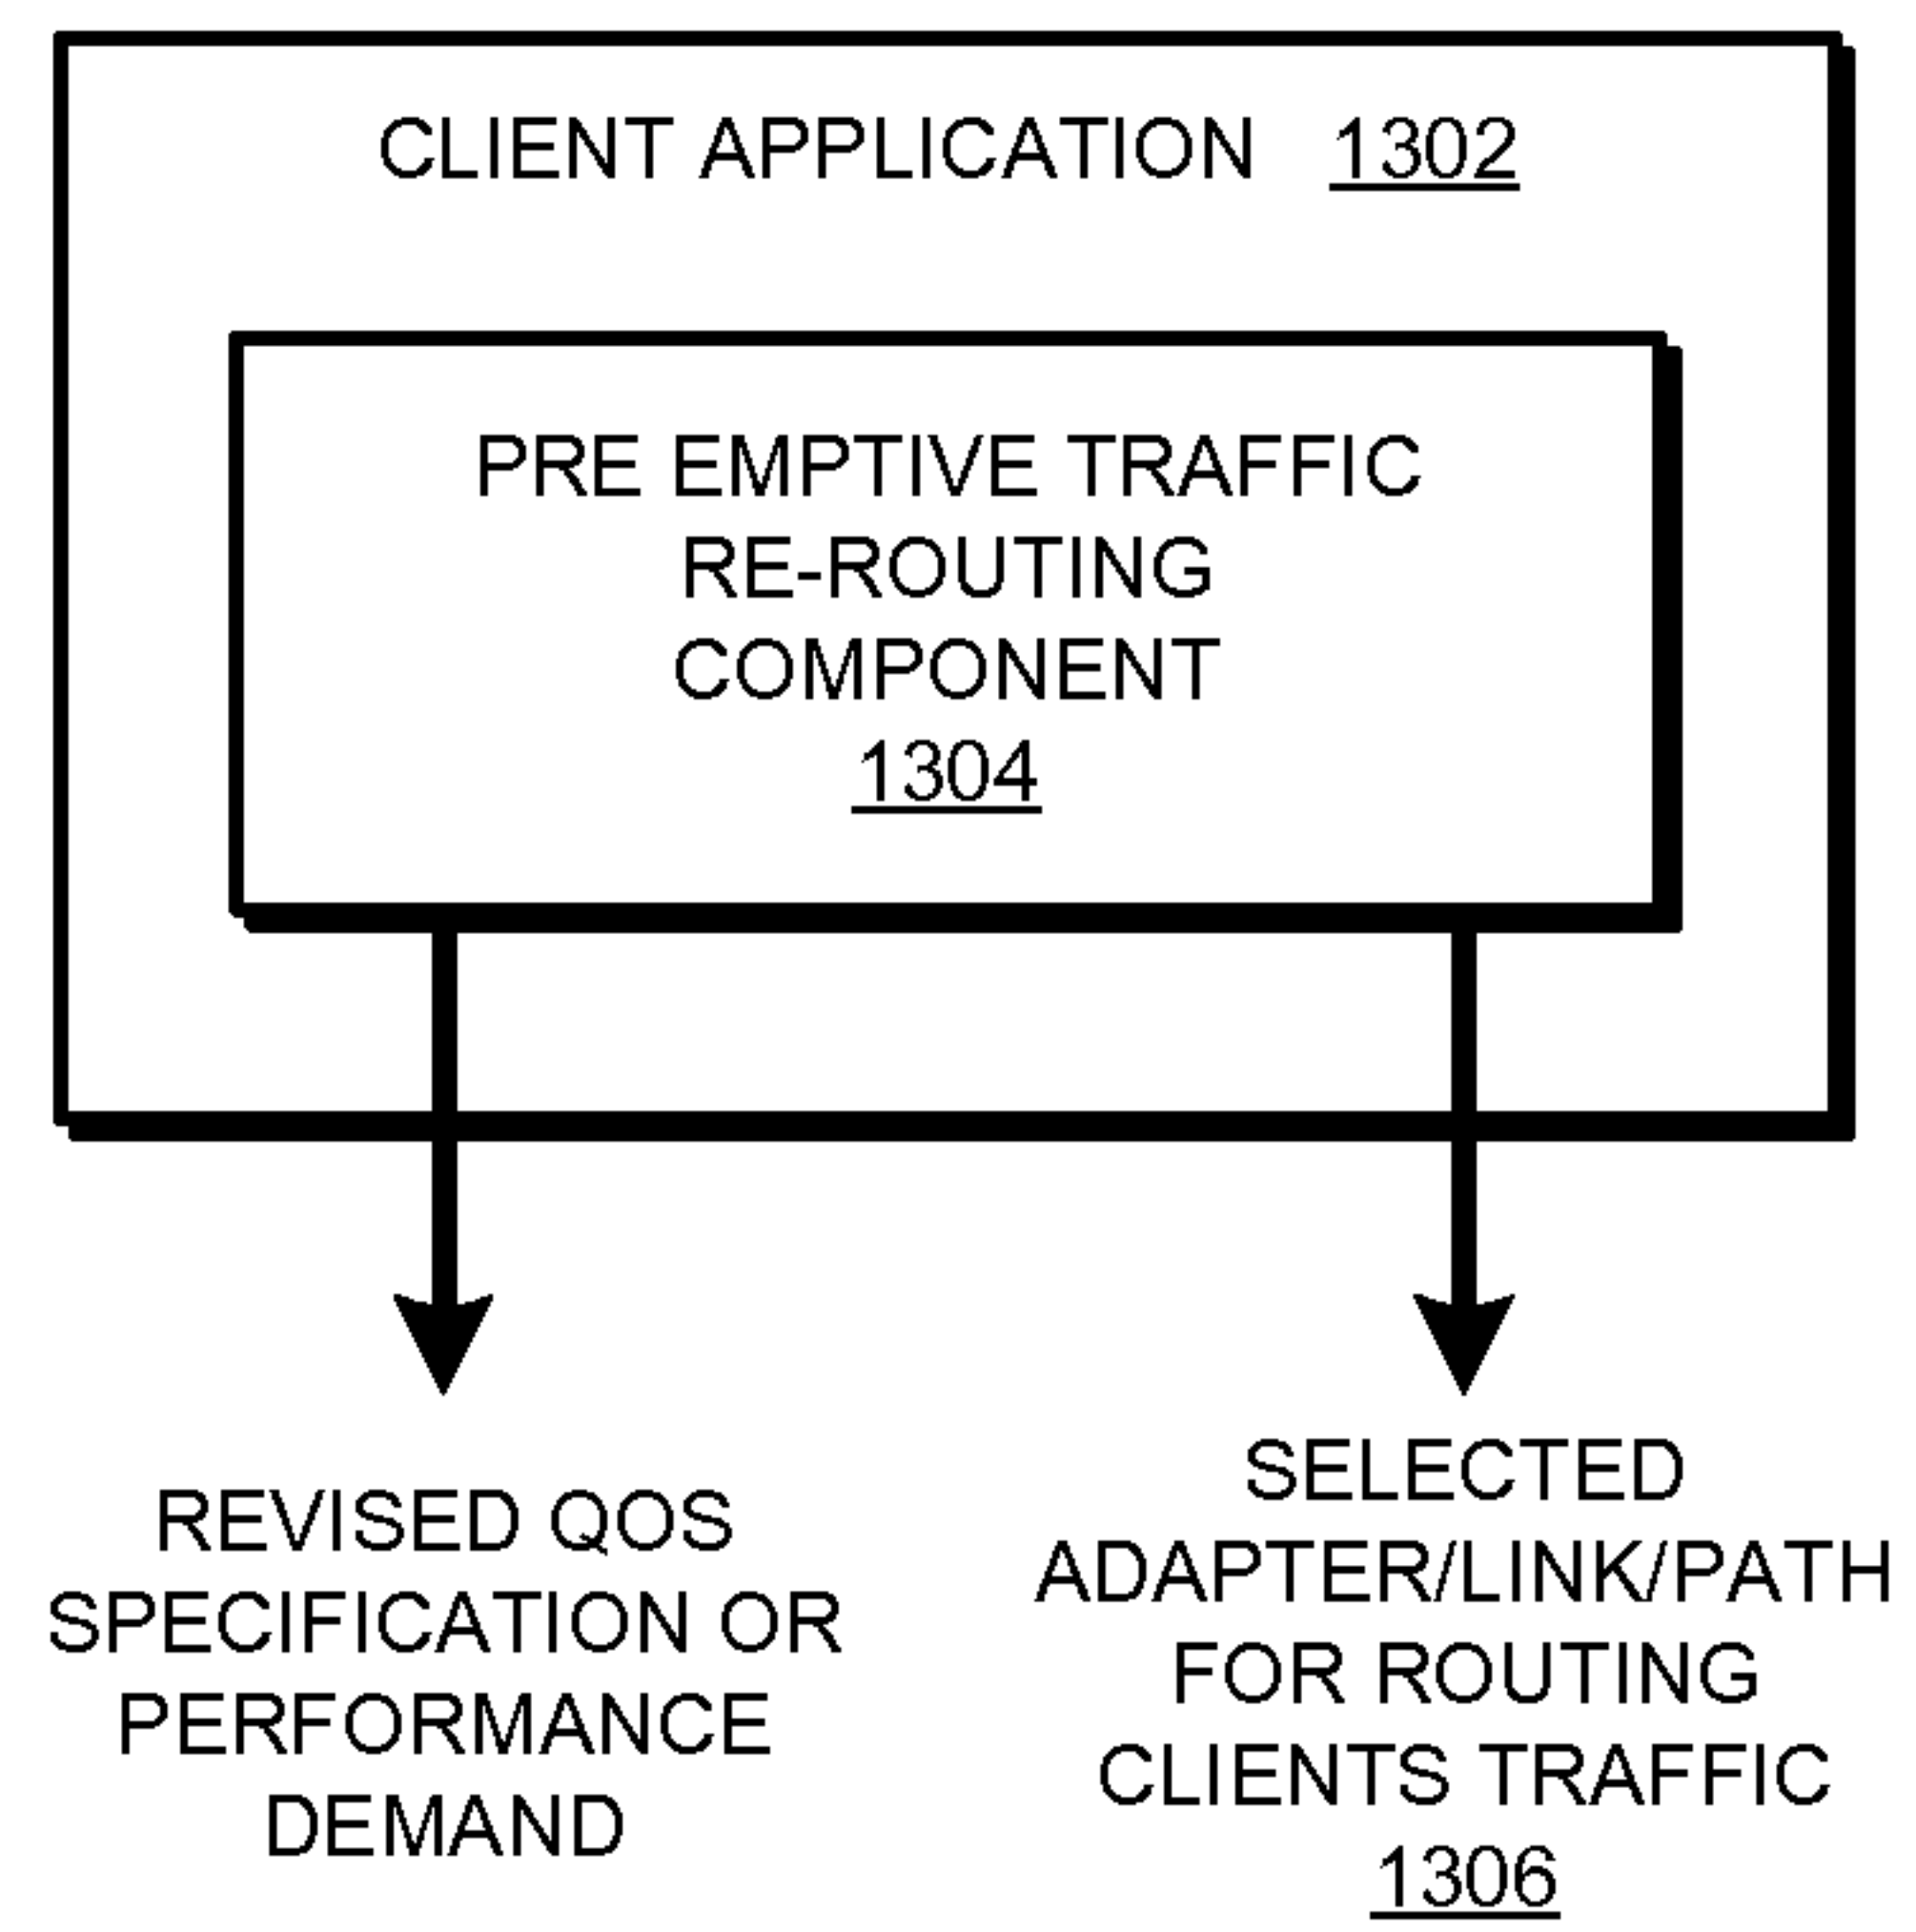 CLIENT APPLICATION 1302
PRE EMPTIVE TRAFFIC
RE-ROUTING
COMPONENT
1304
REVISED QOS
SPECIFICATION OR
PERFORMANCE
DEMAND
SELECTED
ADAPTER/LINK/PATH
FOR ROUTING
CLIENTS TRAFFIC
1306